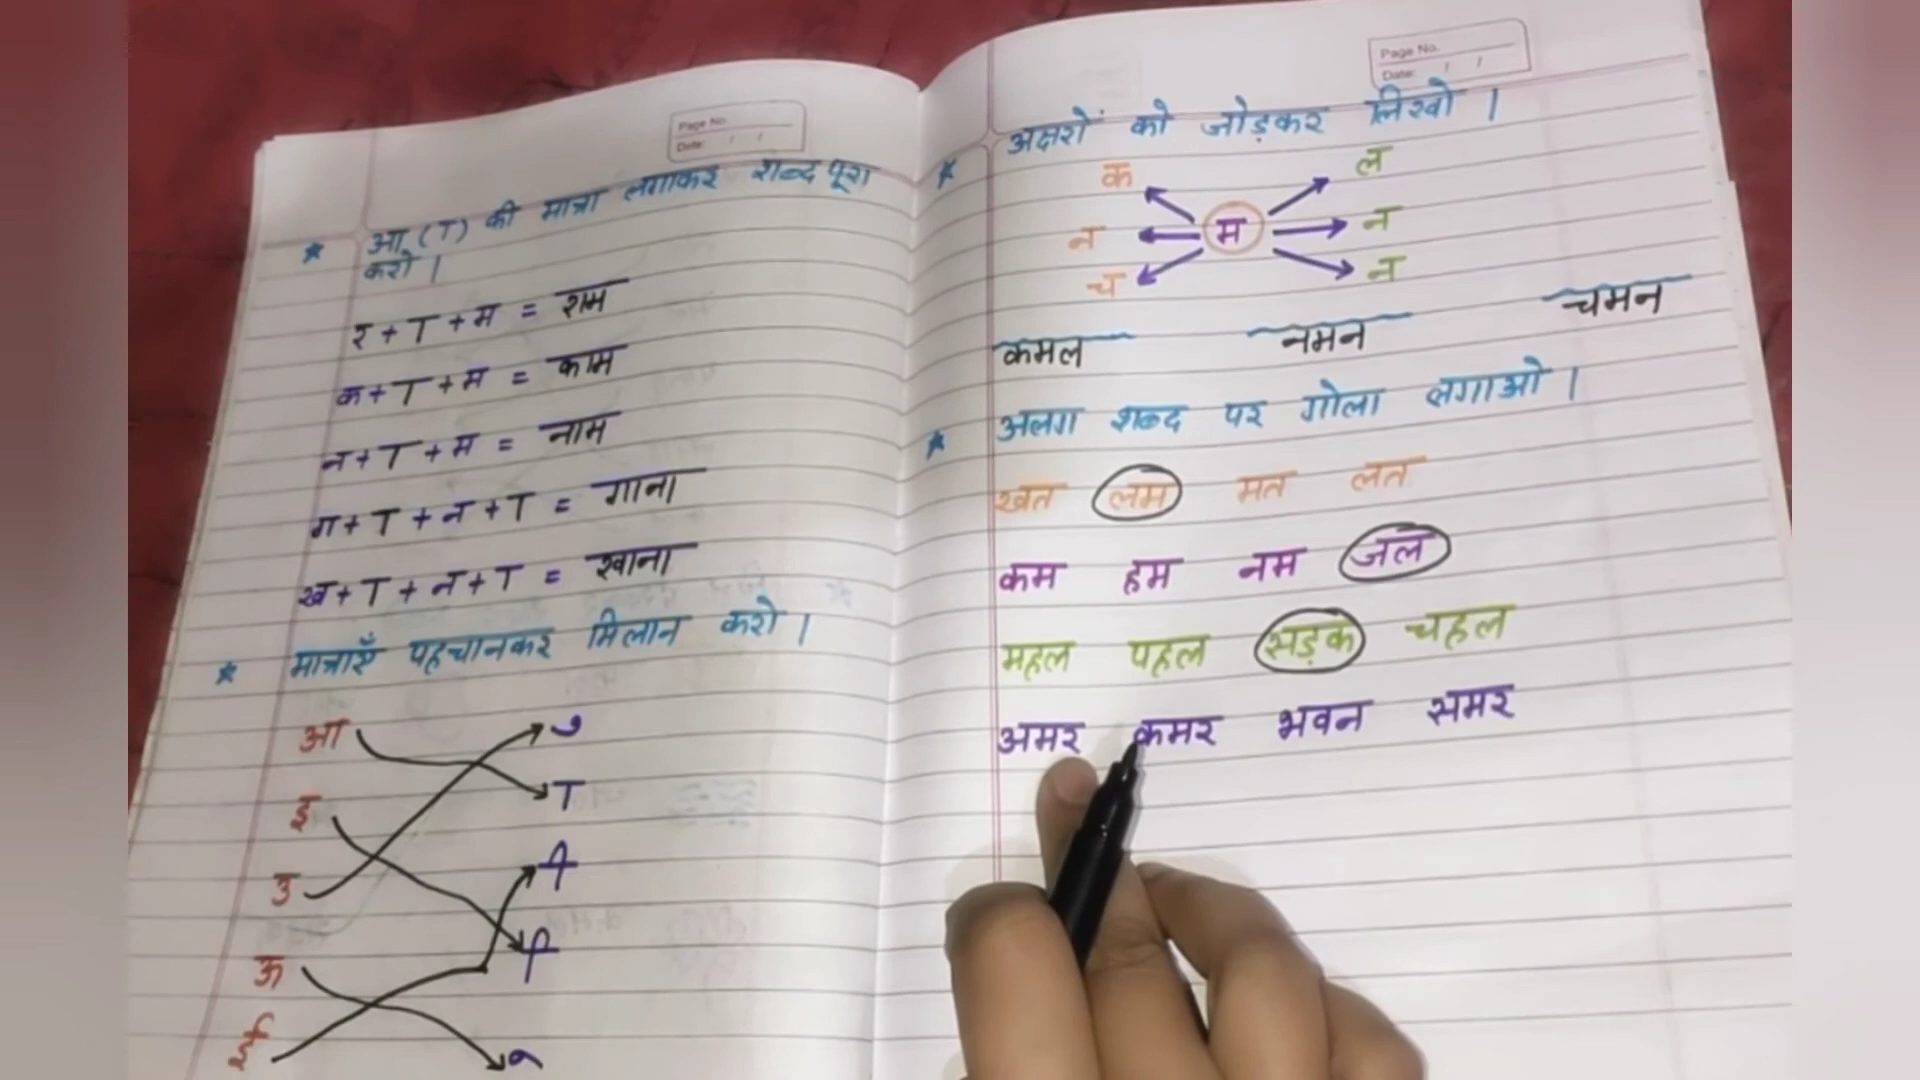 Page No.
Date: / /
* आ (ा) की मात्रा लगाकर शब्द पूरा
करो।
र + ा + म = राम
क + ा + म = काम
न + ा + म = नाम
ग + ा + न + ा = गाना
ख + ा + न + ा = खाना
* मात्राएँ पहचानकर मिलान करो।
आ ु
इ ा
उ ी
ऊ ि
ई ू
Page No.
Date: / /
* अक्षरों को जोड़कर लिखो।
क ल
न म न
च न
कमल नमन चमन
* अलग शब्द पर गोला लगाओ।
खत लम मत लत
कम हम नम जल
महल पहल सड़क चहल
अमर कमर भवन समर